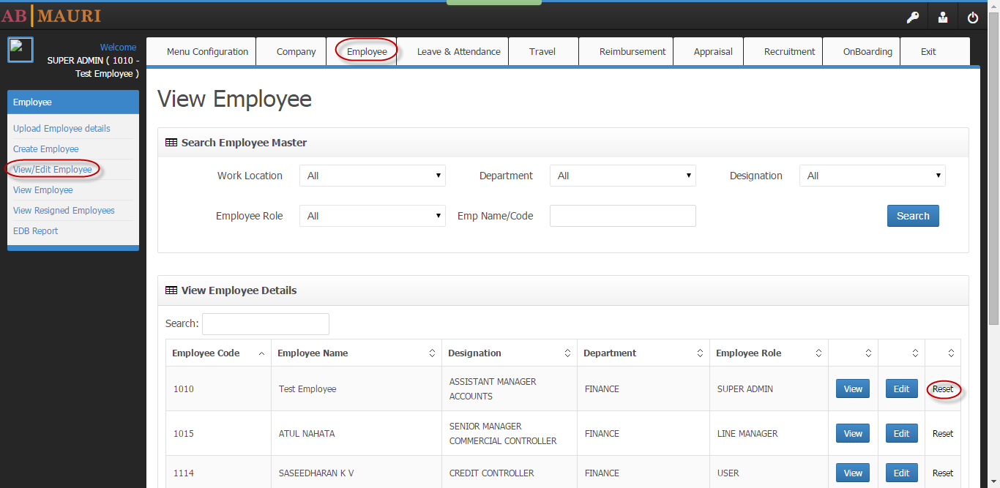 AB MAURI
Welcome
SUPER ADMIN ( 1010 -
Test Employee )
Menu Configuration Company Employee Leave & Attendance Travel Reimbursement Appraisal Recruitment OnBoarding Exit
Employee
Upload Employee details
Create Employee
View/Edit Employee
View Employee
View Resigned Employees
EDB Report
View Employee
Search Employee Master
Work Location All Department All Designation All
Employee Role All Emp Name/Code Search
View Employee Details
Search:
Employee Code Employee Name Designation Department Employee Role
1010 Test Employee ASSISTANT MANAGER ACCOUNTS FINANCE SUPER ADMIN View Edit Reset
1015 ATUL NAHATA SENIOR MANAGER COMMERCIAL CONTROLLER FINANCE LINE MANAGER View Edit Reset
1114 SASEEDHARAN K V CREDIT CONTROLLER FINANCE USER View Edit Reset